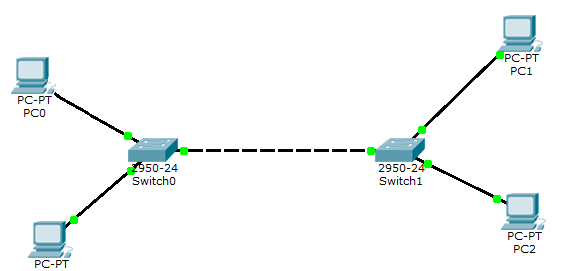 PC-PT
PC1
PC-PT
PC0
2950-24
Switch0
2950-24
Switch1
PC-PT
PC2
PC-PT